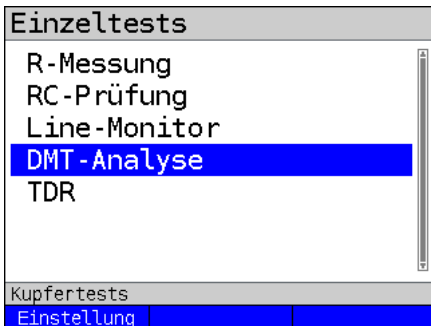 Einzeltests
R-Messung
RC-Prüfung
Line-Monitor
DMT-Analyse
TDR
Kupfertests
Einstellung